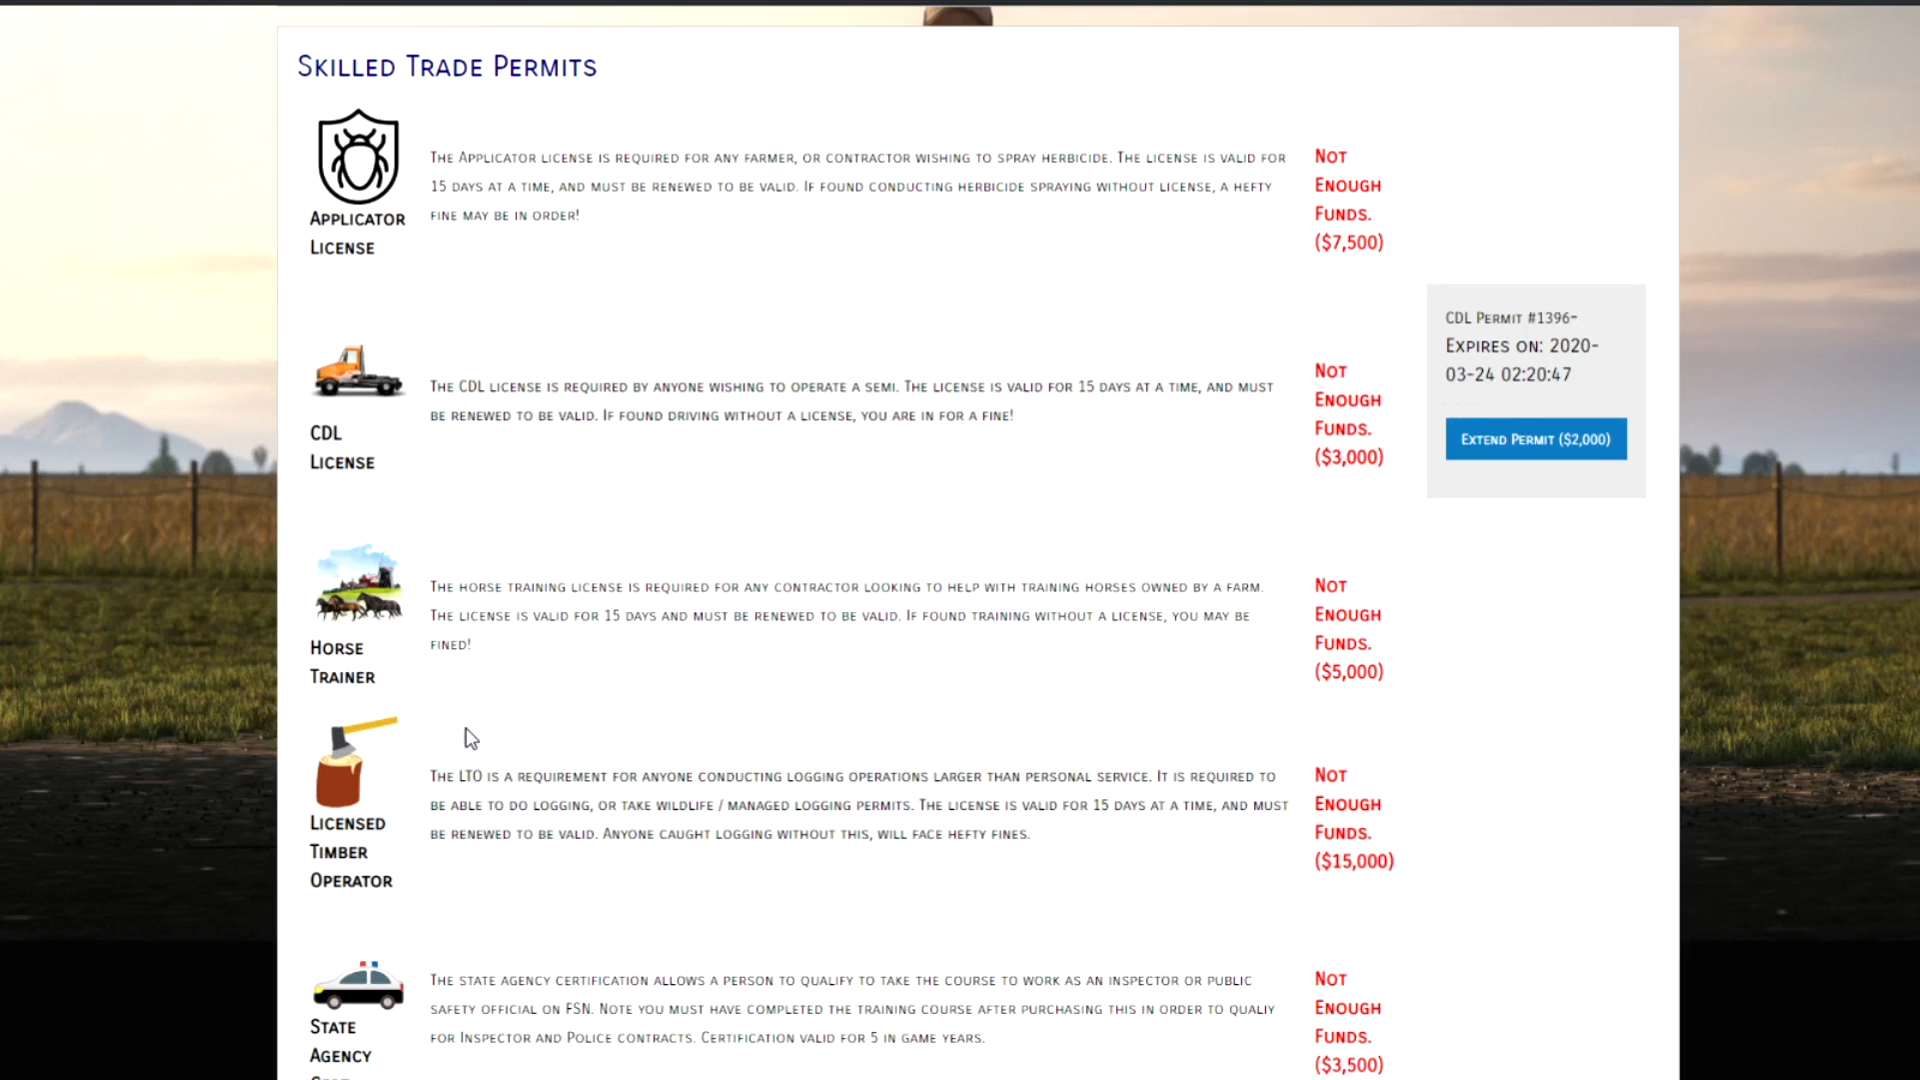 Skilled Trade Permits
Applicator
License
The Applicator license is required for any farmer, or contractor wishing to spray herbicide. The license is valid for
15 days at a time, and must be renewed to be valid. If found conducting herbicide spraying without license, a hefty
fine may be in order!
Not
Enough
Funds.
($7,500)
CDL
License
The CDL license is required by anyone wishing to operate a semi. The license is valid for 15 days at a time, and must
be renewed to be valid. If found driving without a license, you are in for a fine!
Not
Enough
Funds.
($3,000)
CDL Permit #1396-
Expires on: 2020-
03-24 02:20:47
Extend Permit ($2,000)
Horse
Trainer
The horse training license is required for any contractor looking to help with training horses owned by a farm.
The license is valid for 15 days and must be renewed to be valid. If found training without a license, you may be
fined!
Not
Enough
Funds.
($5,000)
Licensed
Timber
Operator
The LTO is a requirement for anyone conducting logging operations larger than personal service. It is required to
be able to do logging, or take wildlife / managed logging permits. The license is valid for 15 days at a time, and must
be renewed to be valid. Anyone caught logging without this, will face hefty fines.
Not
Enough
Funds.
($15,000)
State
Agency
The state agency certification allows a person to qualify to take the course to work as an inspector or public
safety official on FSN. Note you must have completed the training course after purchasing this in order to qualiy
for Inspector and Police contracts. Certification valid for 5 in game years.
Not
Enough
Funds.
($3,500)